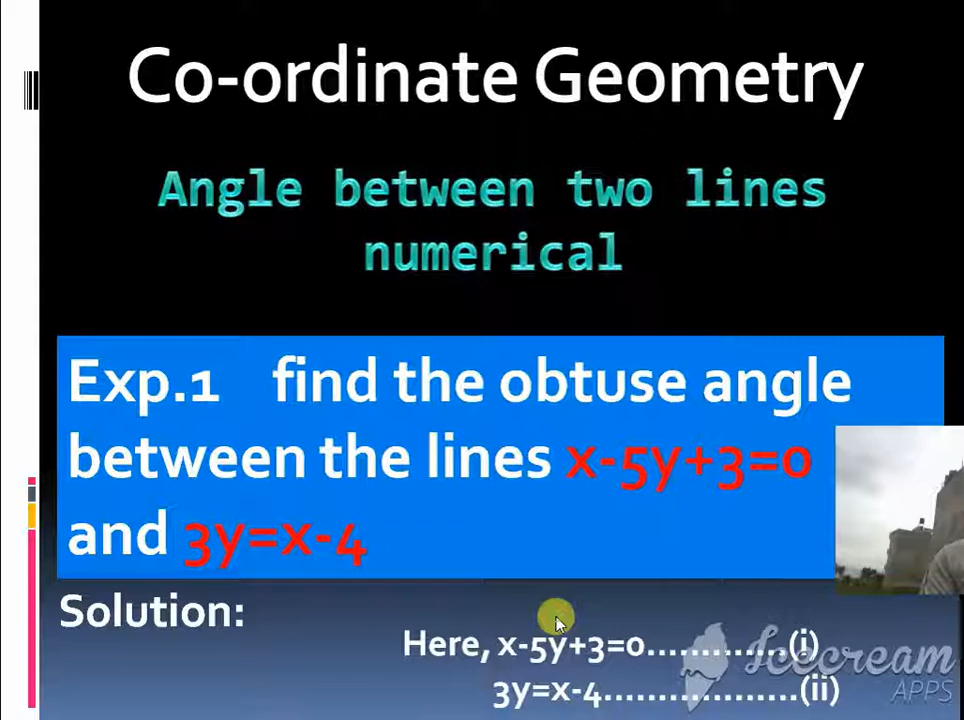 Co-ordinate Geometry
Angle between two lines
numerical
Exp.1 find the obtuse angle
between the lines x-5y+3=0
and 3y=x-4
Solution:
Here, x-5y+3=0.............(i)
3y=x-4..................(ii)
Icecream
APPS